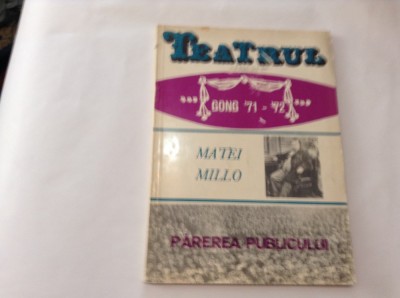 TEATRUL
GONG '71 - '72
MATEI
MILLO
PĂREREA PUBLICULUI